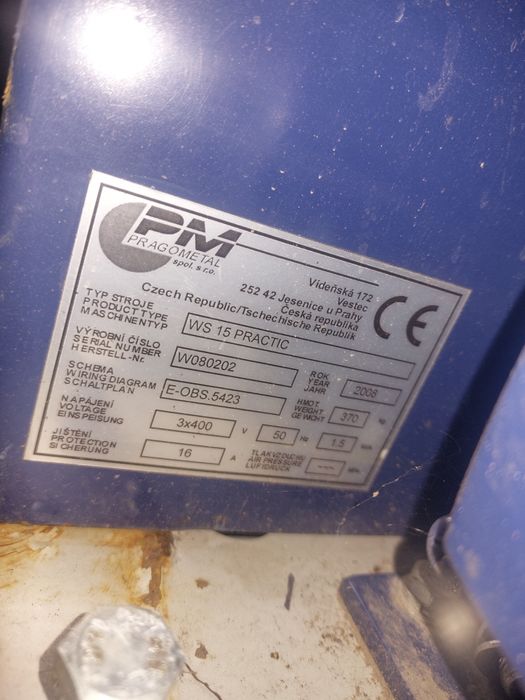 PM
PRAGOMETAL
spol. s r.o.
Vídeňská 172
Vestec
252 42 Jesenice u Prahy
Česká republika
Czech Republic/Tschechische Republik
CE
TYP STROJE
PRODUCT TYPE
MASCHINENTYP
WS 15 PRACTIC
VÝROBNÍ ČÍSLO
SERIAL NUMBER
HERSTELL-Nr.
W080202
ROK
YEAR
JAHR
2008
SCHEMA
WIRING DIAGRAM
SCHALTPLAN
E-OBS.5423
HMOT.
WEIGHT
GEWICHT
370
kg
NAPÁJENÍ
VOLTAGE
EINSPEISUNG
3x400
V
50
Hz
1.5
JIŠTĚNÍ
PROTECTION
SICHERUNG
16
A
TLAK VZDUCHU
AIR PRESSURE
LUFTDRUCK
---
MPa